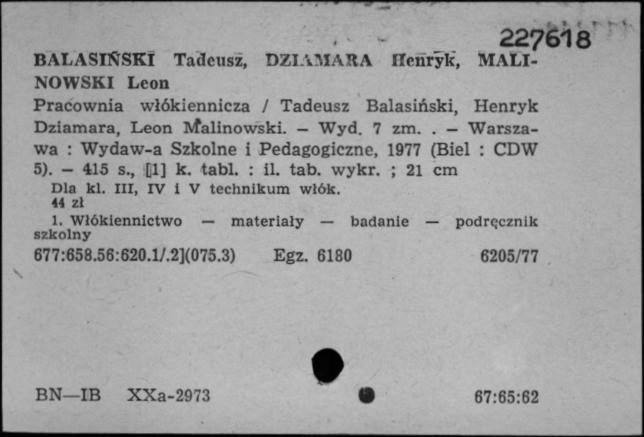 227618
BALASIŃSKI Tadeusz, DZIAMARA Henryk, MALI-
NOWSKI Leon
Pracownia włókiennicza / Tadeusz Balasiński, Henryk
Dziamara, Leon Malinowski. — Wyd. 7 zm. . — Warsza-
wa : Wydaw-a Szkolne i Pedagogiczne, 1977 (Biel : CDW
5). — 415 s., [1] k. tabl. : il. tab. wykr. ; 21 cm
Dla kl. III, IV i V technikum włók.
44 zł
1. Włókiennictwo — materiały — badanie — podręcznik
szkolny
677:658.56:620.1/.2](075.3) Egz. 6180 6205/77
BN—IB XXa-2973 67:65:62